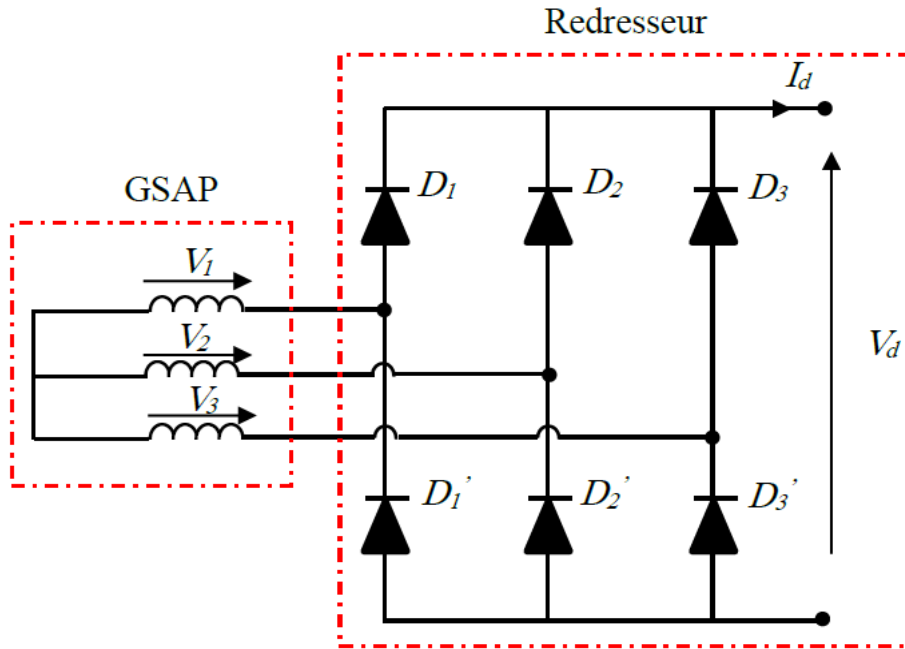 Redresseur
I_d
GSAP
D_1
D_2
D_3
V_1
V_2
V_3
V_d
D_1'
D_2'
D_3'